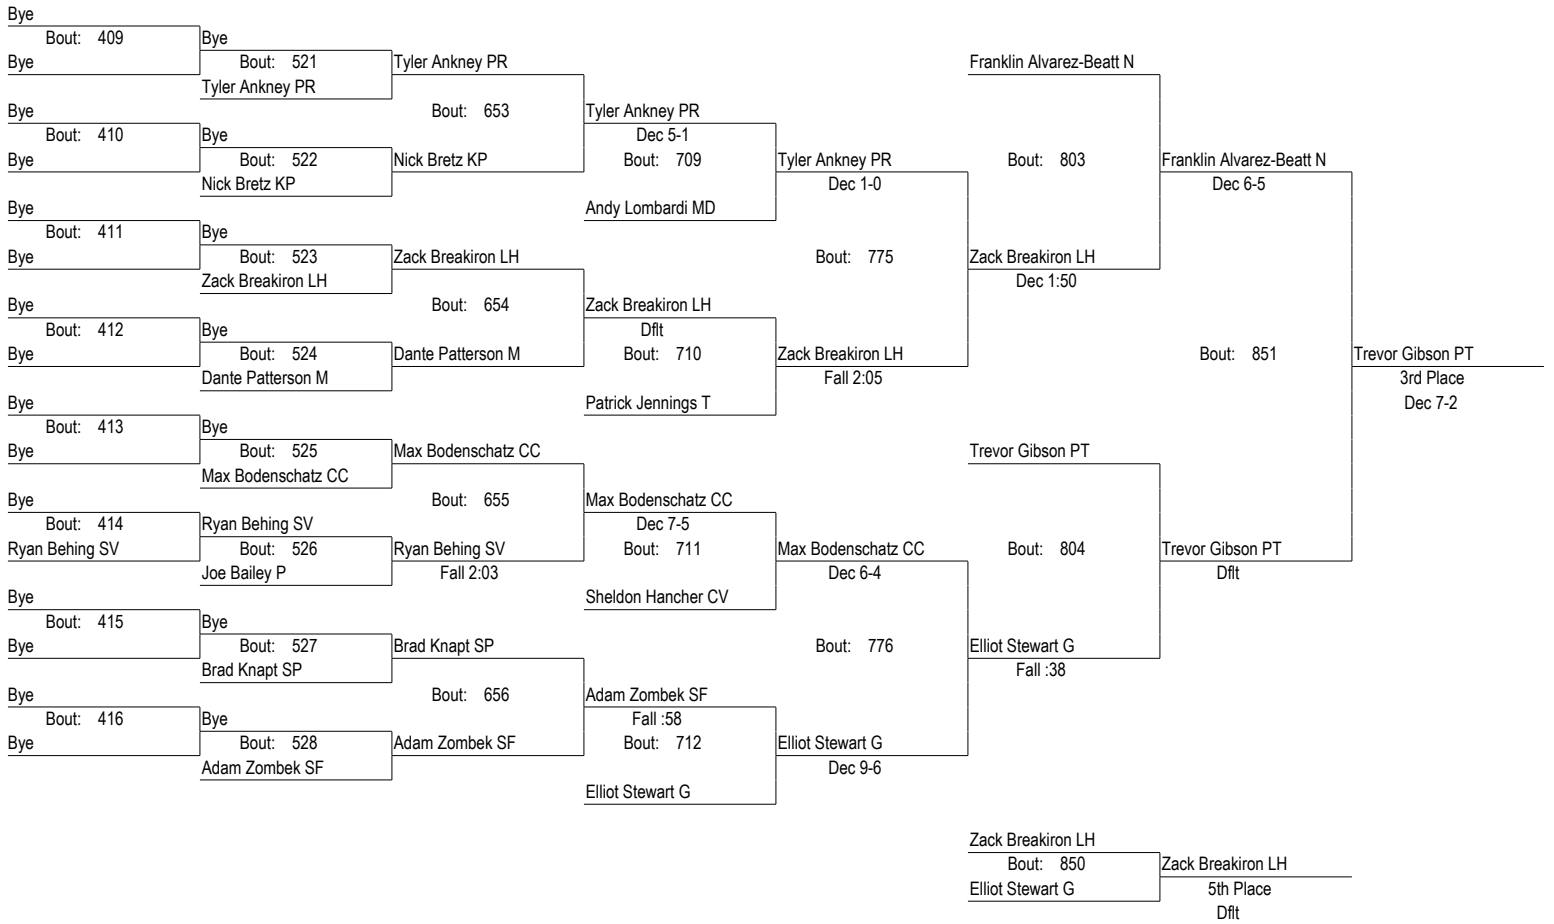 Bye
Bout: 409
Bye
Bye
Bout: 521
Tyler Ankney PR
Tyler Ankney PR
Bout: 653
Bye
Bout: 410
Bye
Bye
Bout: 522
Nick Bretz KP
Nick Bretz KP
Tyler Ankney PR
Dec 5-1
Bout: 709
Andy Lombardi MD
Tyler Ankney PR
Dec 1-0
Bye
Bout: 411
Bye
Bye
Bout: 523
Zack Breakiron LH
Zack Breakiron LH
Bout: 654
Bye
Bout: 412
Bye
Bye
Bout: 524
Dante Patterson M
Dante Patterson M
Zack Breakiron LH
Dflt
Bout: 710
Patrick Jennings T
Zack Breakiron LH
Fall 2:05
Bout: 775
Franklin Alvarez-Beatt N
Bout: 803
Zack Breakiron LH
Dec 1:50
Franklin Alvarez-Beatt N
Dec 6-5
Bye
Bout: 413
Bye
Bye
Bout: 525
Max Bodenschatz CC
Max Bodenschatz CC
Bout: 655
Bye
Bout: 414
Ryan Behing SV
Ryan Behing SV
Bout: 526
Joe Bailey P
Ryan Behing SV
Fall 2:03
Max Bodenschatz CC
Dec 7-5
Bout: 711
Sheldon Hancher CV
Max Bodenschatz CC
Dec 6-4
Bye
Bout: 415
Bye
Bye
Bout: 527
Brad Knapt SP
Brad Knapt SP
Bout: 656
Bye
Bout: 416
Bye
Bye
Bout: 528
Adam Zombek SF
Adam Zombek SF
Adam Zombek SF
Fall :58
Bout: 712
Elliot Stewart G
Elliot Stewart G
Dec 9-6
Bout: 776
Trevor Gibson PT
Bout: 804
Elliot Stewart G
Fall :38
Trevor Gibson PT
Dflt
Bout: 851
Trevor Gibson PT
3rd Place
Dec 7-2
Zack Breakiron LH
Bout: 850
Elliot Stewart G
Zack Breakiron LH
5th Place
Dflt